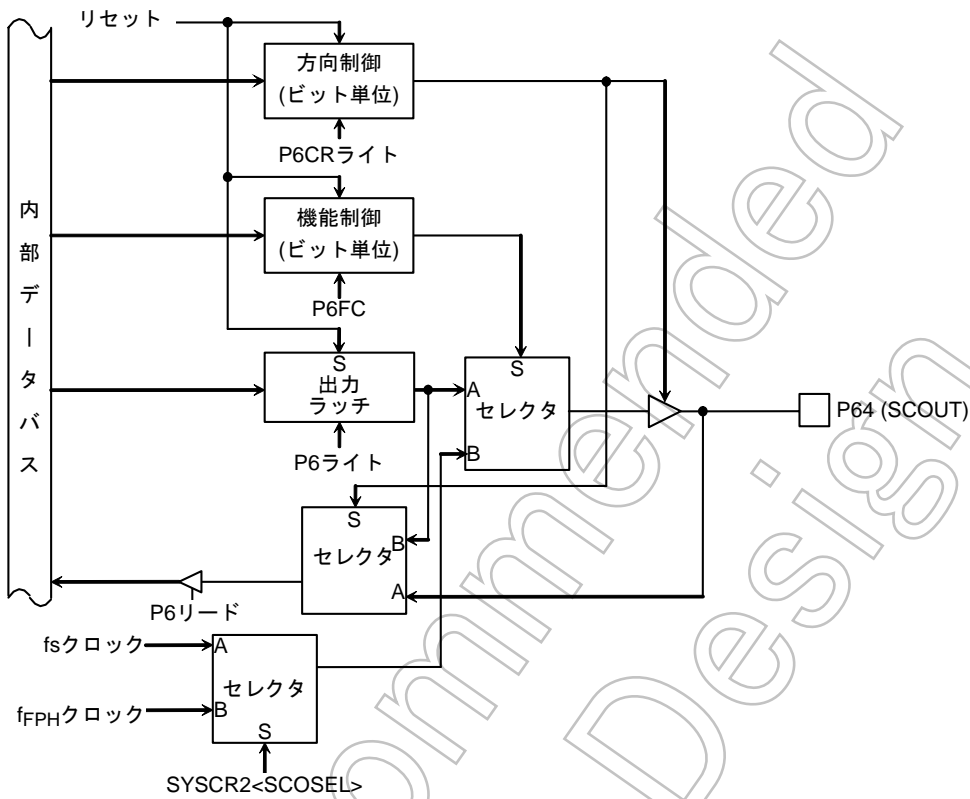 リセット
方向制御
(ビット単位)
P6CRライト
内部データバス
機能制御
(ビット単位)
P6FC
S
出力
ラッチ
P6ライト
S
A
セレクタ
B
P64 (SCOUT)
S
セレクタ
B
A
P6リード
fsクロック
A
セレクタ
fFPHクロック
B
S
SYSCR2<SCOSEL>
ommended
Design